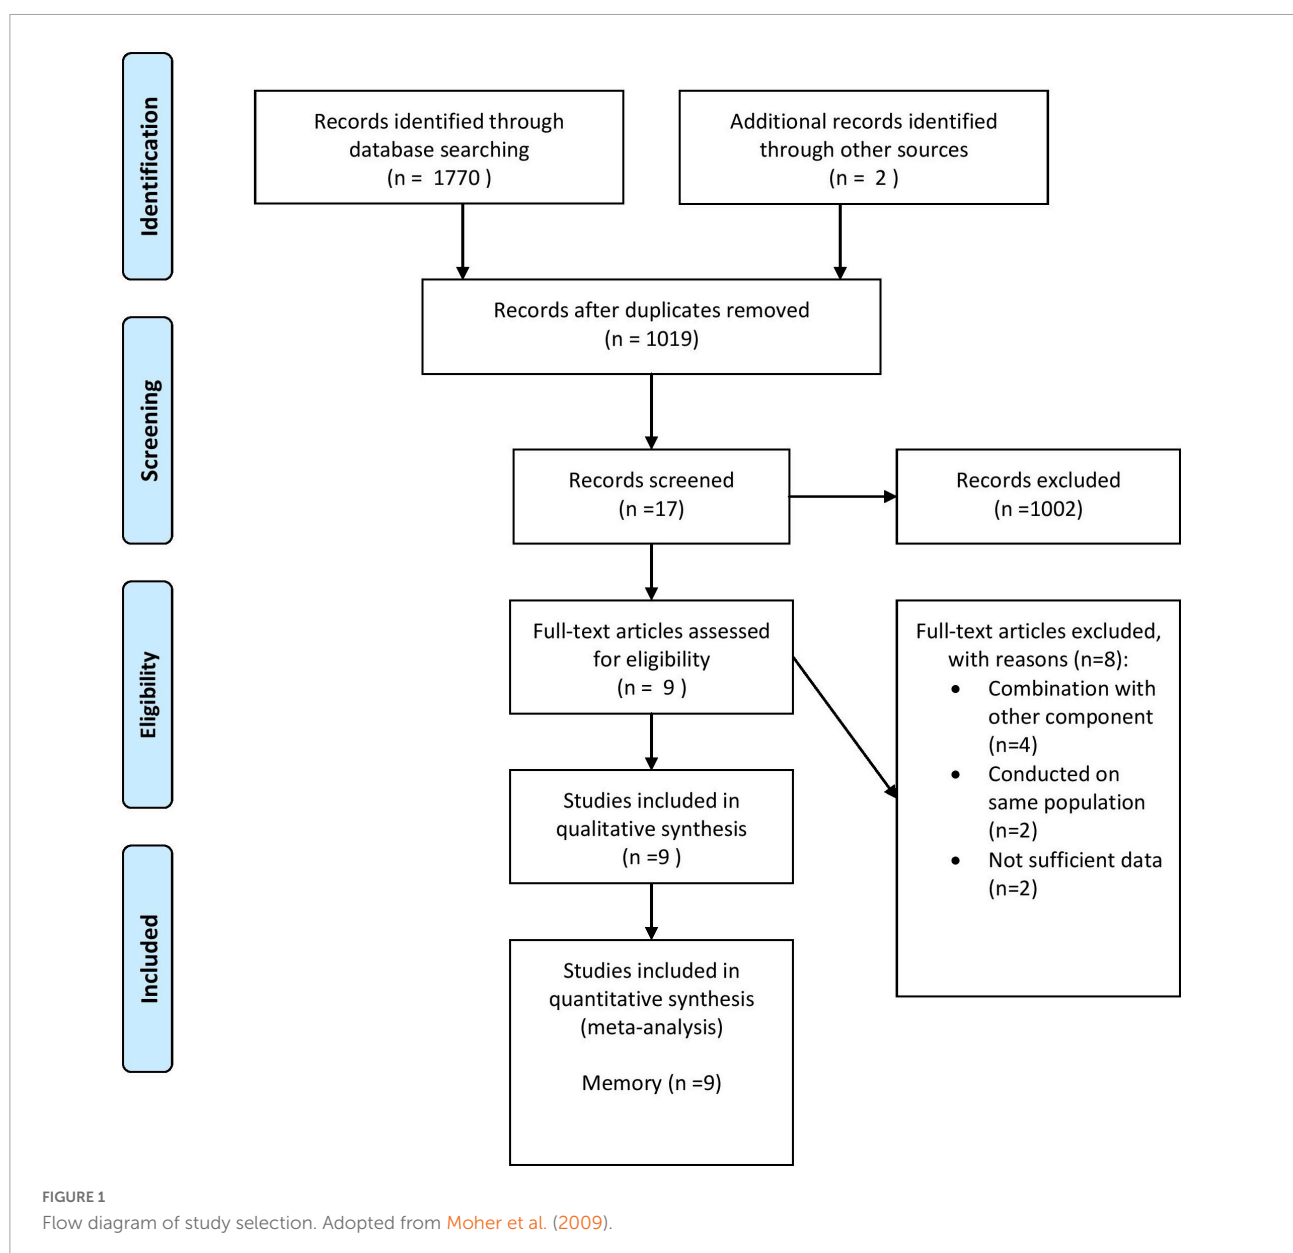 Identification
Records identified through
database searching
(n = 1770 )
Additional records identified
through other sources
(n = 2 )
Records after duplicates removed
(n = 1019)
Screening
Records screened
(n =17)
Records excluded
(n =1002)
Eligibility
Full-text articles assessed
for eligibility
(n = 9 )
Full-text articles excluded,
with reasons (n=8):
• Combination with
other component
(n=4)
• Conducted on
same population
(n=2)
• Not sufficient data
(n=2)
Studies included in
qualitative synthesis
(n =9 )
Included
Studies included in
quantitative synthesis
(meta-analysis)
Memory (n =9)
FIGURE 1
Flow diagram of study selection. Adopted from Moher et al. (2009).